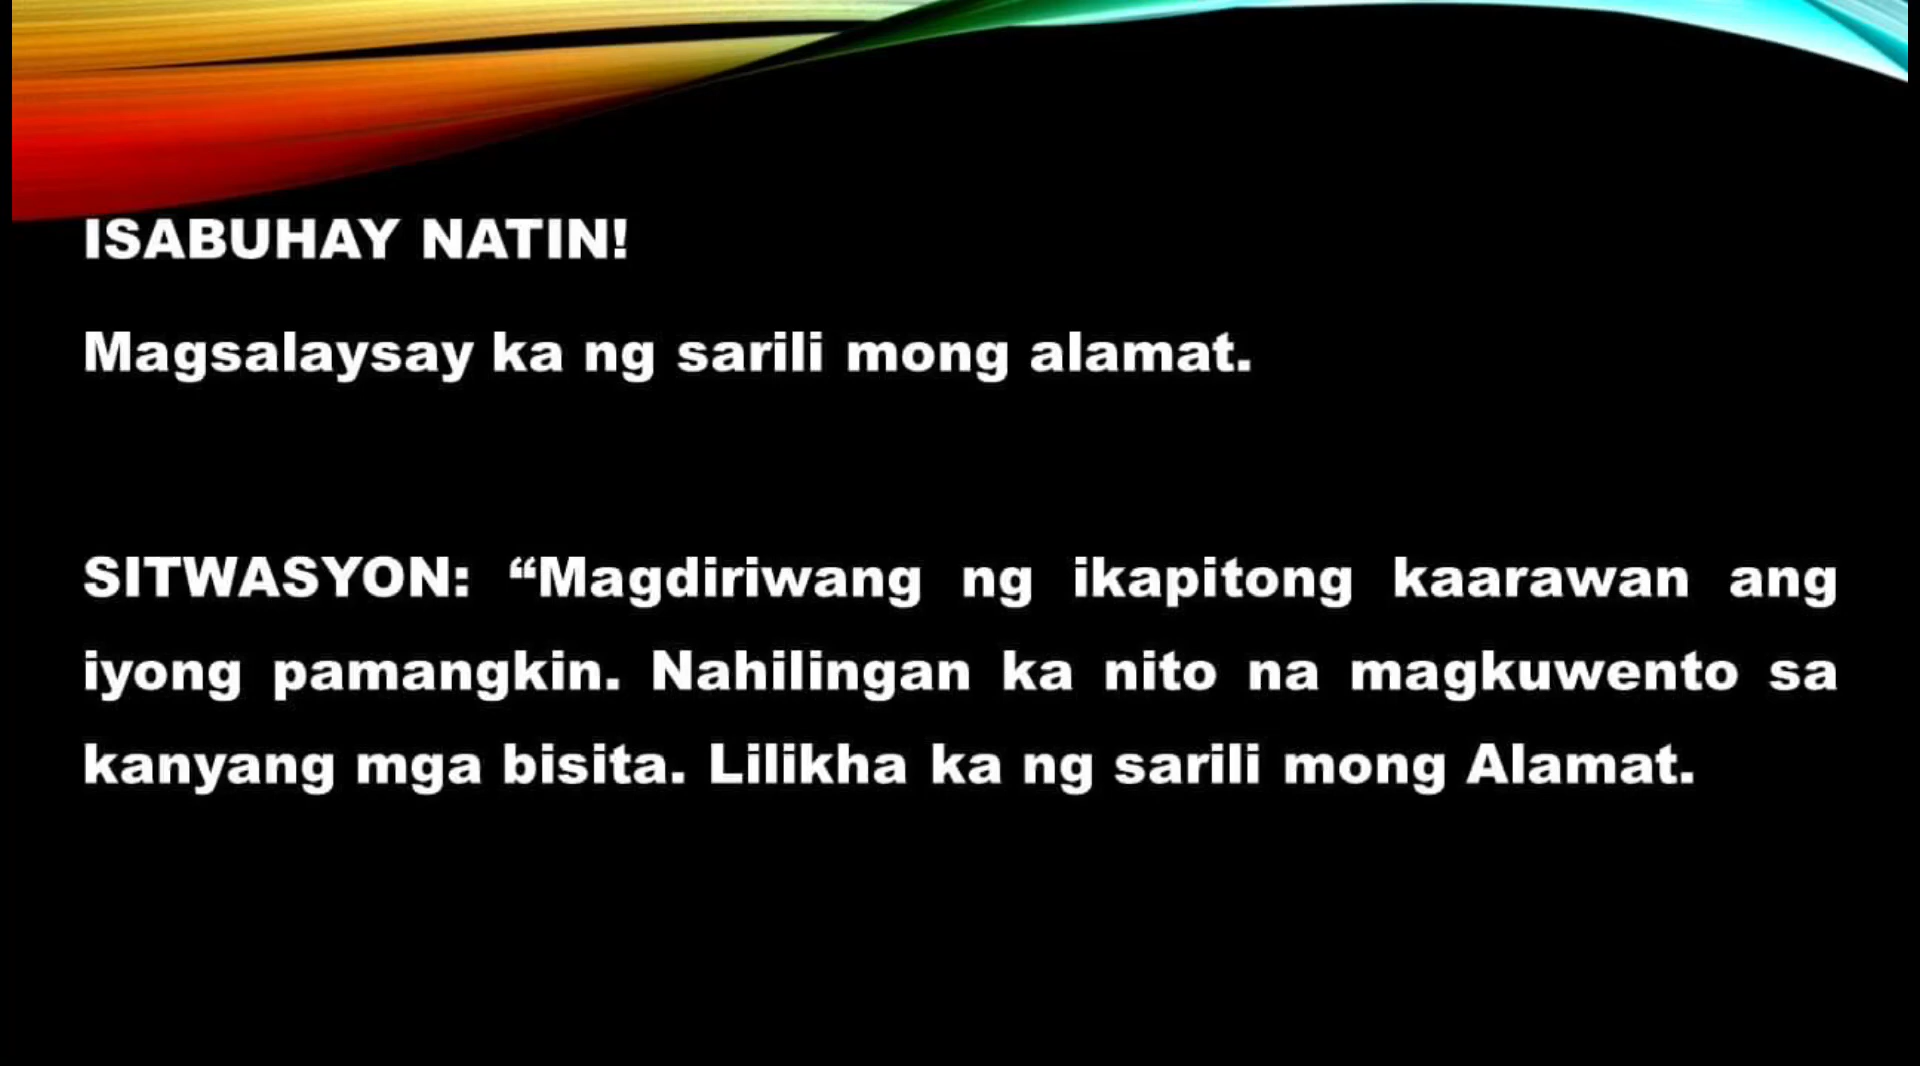 ISABUHAY NATIN!
Magsalaysay ka ng sarili mong alamat.
SITWASYON: “Magdiriwang ng ikapitong kaarawan ang
iyong pamangkin. Nahilingan ka nito na magkuwento sa
kanyang mga bisita. Lilikha ka ng sarili mong Alamat.